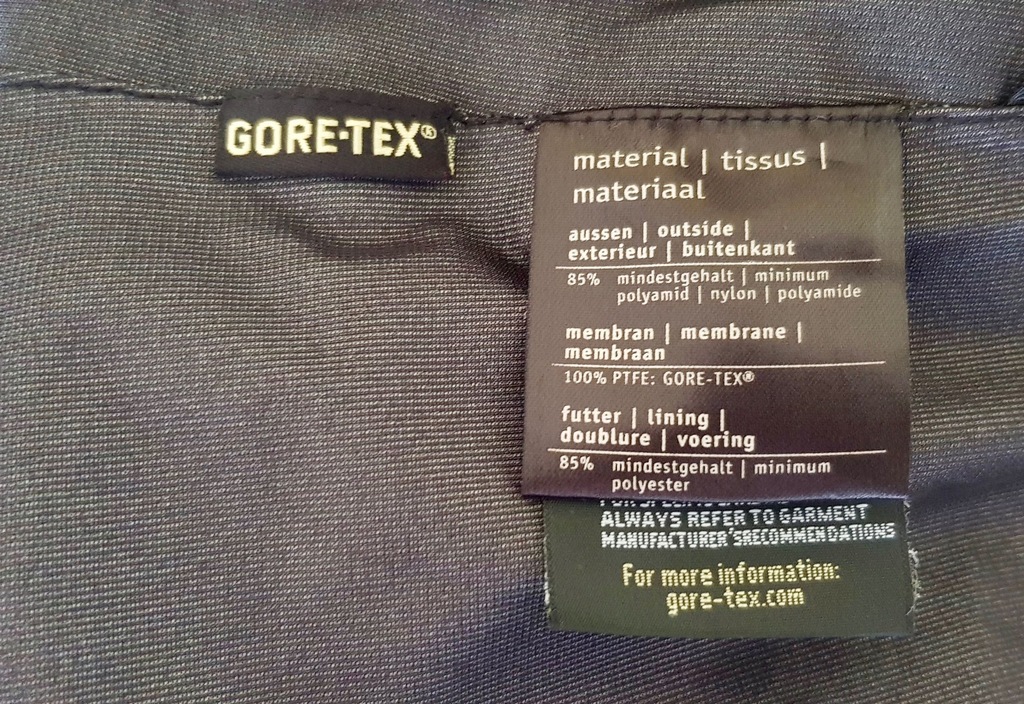 GORE-TEX®
material | tissus |
materiaal
aussen | outside |
exterieur | buitenkant
85% mindestgehalt | minimum
polyamid | nylon | polyamide
membran | membrane |
membraan
100% PTFE: GORE-TEX®
futter | lining |
doublure | voering
85% mindestgehalt | minimum
polyester
ALWAYS REFER TO GARMENT
MANUFACTURER'SRECOMMENDATIONS
For more information:
gore-tex.com